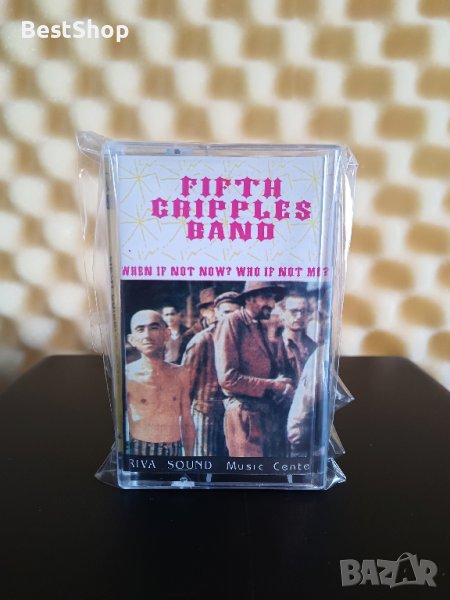 BestShop
FIFTH
CRIPPLES
BAND
WHEN IF NOT NOW? WHO IF NOT ME?
RIVA SOUND Music Cente
BAZAR